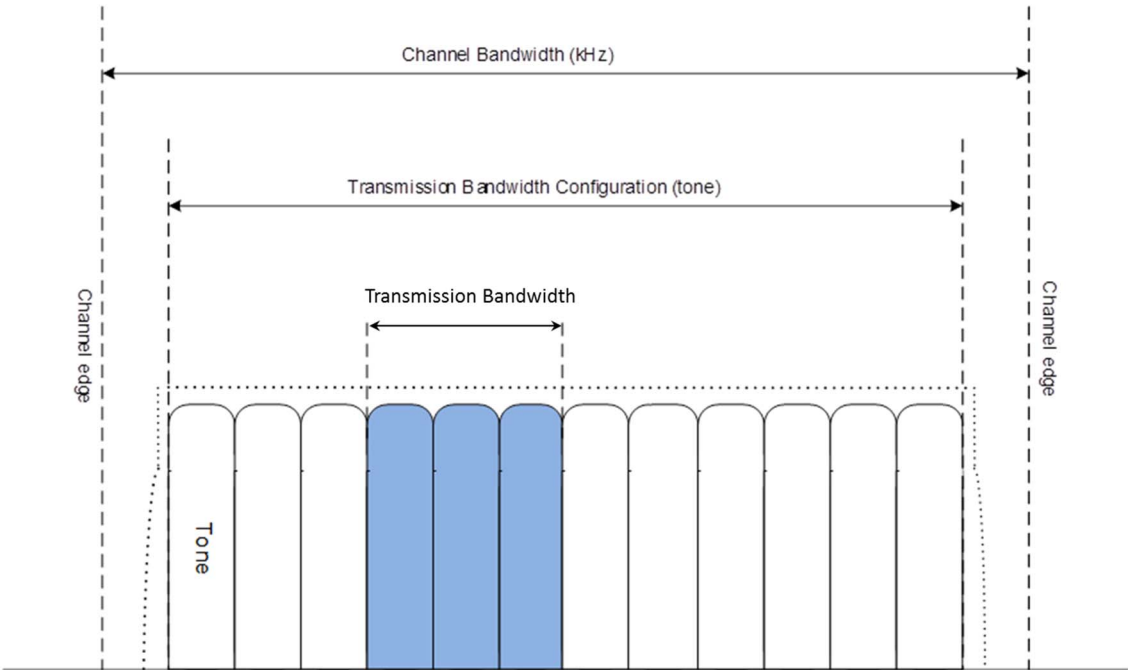 Channel Bandwidth (kHz)
Transmission Bandwidth Configuration (tone)
Transmission Bandwidth
Channel edge
Channel edge
Tone